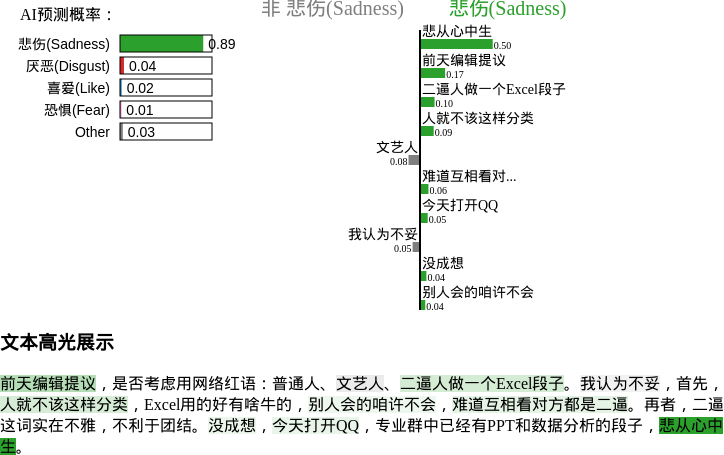 AI预测概率：
悲伤(Sadness) 0.89
厌恶(Disgust) 0.04
喜爱(Like) 0.02
恐惧(Fear) 0.01
Other 0.03
非 悲伤(Sadness) 悲伤(Sadness)
悲从心中生
0.50
前天编辑提议
0.17
二逼人做一个Excel段子
0.10
人就不该这样分类
0.09
文艺人
0.08
难道互相看对...
0.06
今天打开QQ
0.05
我认为不妥
0.05
没成想
0.04
别人会的咱许不会
0.04
文本高光展示
前天编辑提议，是否考虑用网络红语：普通人、文艺人、二逼人做一个Excel段子。我认为不妥，首先，
人就不该这样分类，Excel用的好有啥牛的，别人会的咱许不会，难道互相看对方都是二逼。再者，二逼
这词实在不雅，不利于团结。没成想，今天打开QQ，专业群中已经有PPT和数据分析的段子，悲从心中
生。